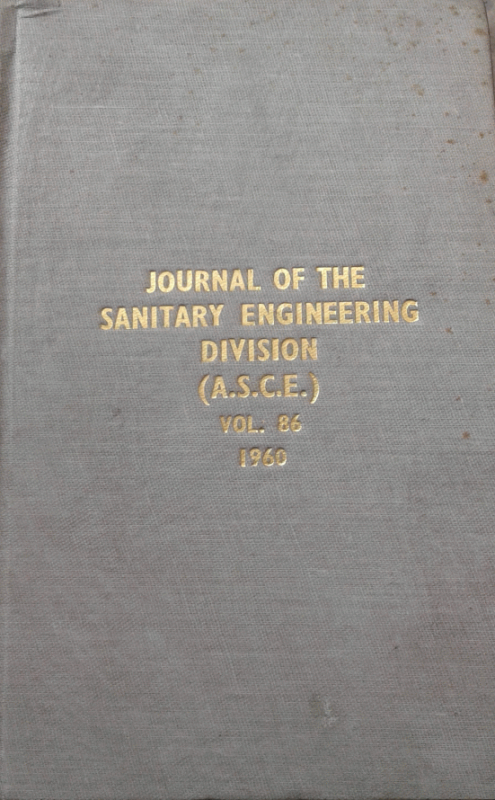 JOURNAL OF THE
SANITARY ENGINEERING
DIVISION
(A.S.C.E.)
VOL. 86
1960